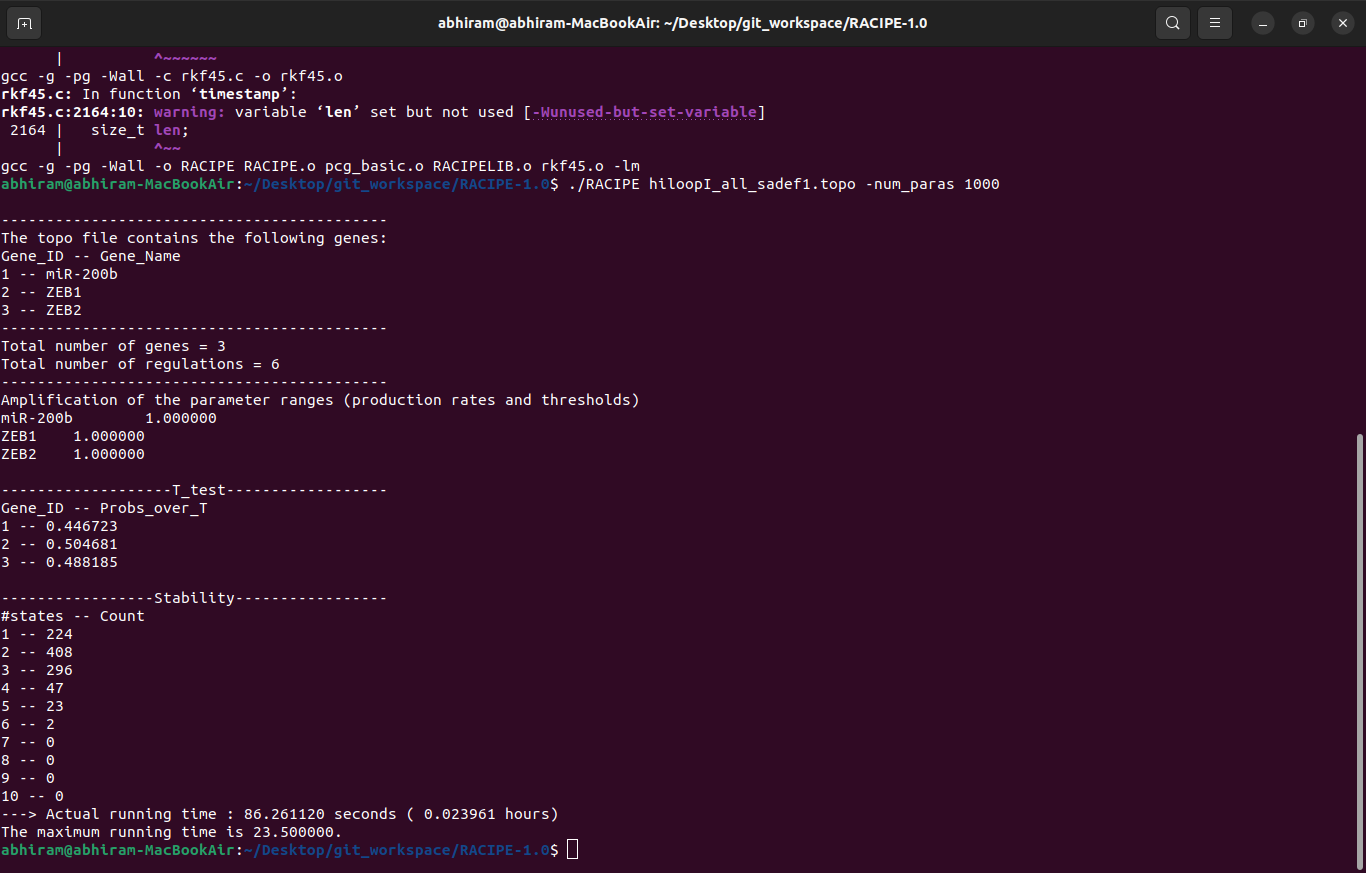 abhiram@abhiram-MacBookAir: ~/Desktop/git_workspace/RACIPE-1.0
      |          ^~~~~~~
gcc -g -pg -Wall -c rkf45.c -o rkf45.o
rkf45.c: In function ‘timestamp’:
rkf45.c:2164:10: warning: variable ‘len’ set but not used [-Wunused-but-set-variable]
 2164 |   size_t len;
      |          ^~~
gcc -g -pg -Wall -o RACIPE RACIPE.o pcg_basic.o RACIPELIB.o rkf45.o -lm
abhiram@abhiram-MacBookAir:~/Desktop/git_workspace/RACIPE-1.0$ ./RACIPE hiloopI_all_sadef1.topo -num_paras 1000
-------------------------------------------
The topo file contains the following genes:
Gene_ID -- Gene_Name
1 -- miR-200b
2 -- ZEB1
3 -- ZEB2
-------------------------------------------
Total number of genes = 3
Total number of regulations = 6
-------------------------------------------
Amplification of the parameter ranges (production rates and thresholds)
miR-200b        1.000000
ZEB1    1.000000
ZEB2    1.000000
-------------------T_test------------------
Gene_ID -- Probs_over_T
1 -- 0.446723
2 -- 0.504681
3 -- 0.488185
-----------------Stability-----------------
#states -- Count
1 -- 224
2 -- 408
3 -- 296
4 -- 47
5 -- 23
6 -- 2
7 -- 0
8 -- 0
9 -- 0
10 -- 0
---> Actual running time : 86.261120 seconds ( 0.023961 hours)
The maximum running time is 23.500000.
abhiram@abhiram-MacBookAir:~/Desktop/git_workspace/RACIPE-1.0$